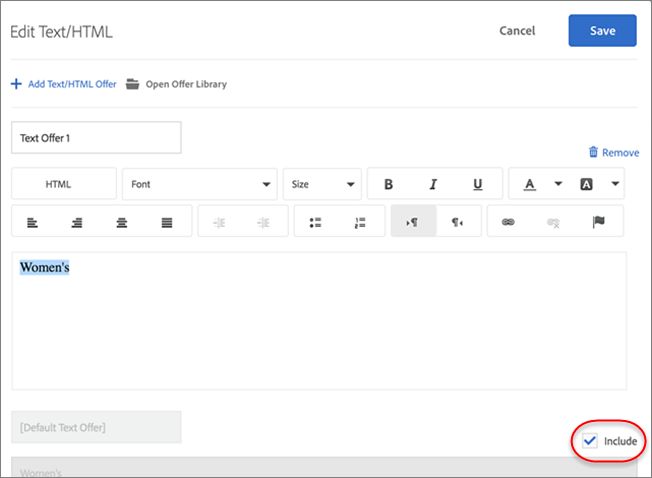 Edit Text/HTML Cancel Save
Add Text/HTML Offer Open Offer Library
Text Offer 1
Remove
HTML Font Size B I U A A
Women's
[Default Text Offer]
Include
Women's